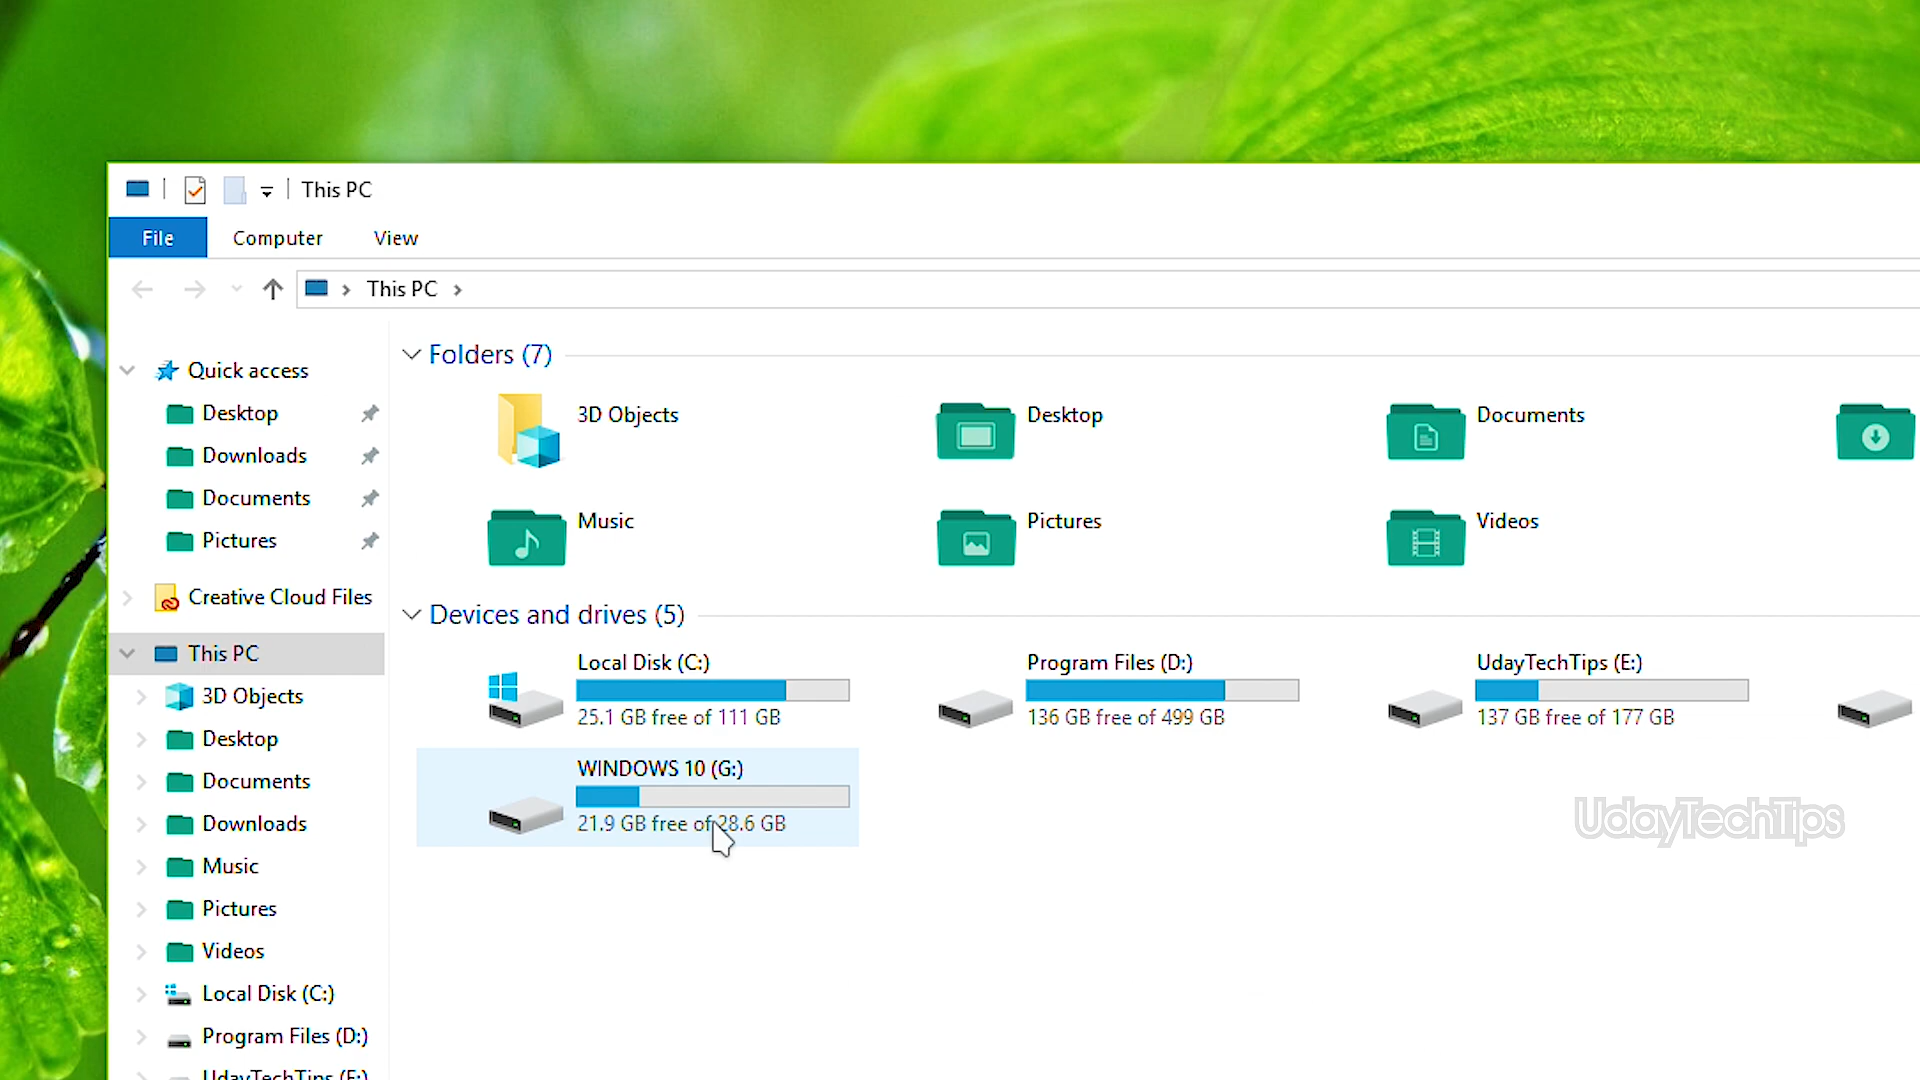 This PC
File Computer View
This PC
Folders (7)
Quick access
Desktop
Downloads
Documents
Pictures
Creative Cloud Files
This PC
3D Objects
Desktop
Documents
Downloads
Music
Pictures
Videos
Local Disk (C:)
Program Files (D:)
UdayTechTips (E:)
3D Objects
Desktop
Documents
Music
Pictures
Videos
Devices and drives (5)
Local Disk (C:)
25.1 GB free of 111 GB
Program Files (D:)
136 GB free of 499 GB
UdayTechTips (E:)
137 GB free of 177 GB
WINDOWS 10 (G:)
21.9 GB free of 28.6 GB
UdayTechTips